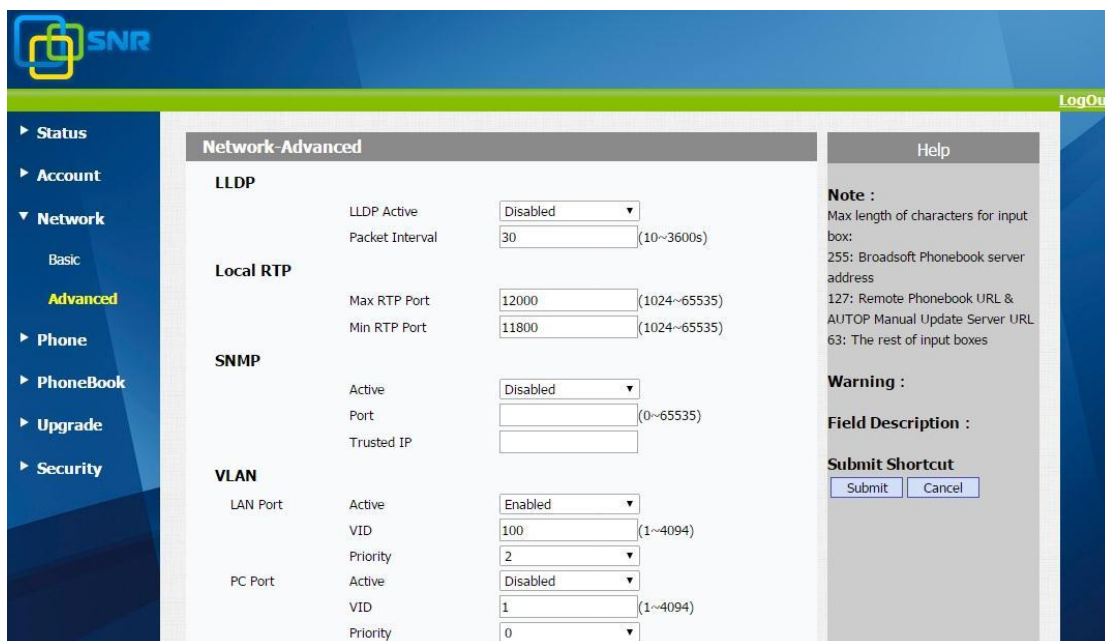 SNR
LogOu
Status
Account
Network
Basic
Advanced
Phone
PhoneBook
Upgrade
Security
Network-Advanced
LLDP
LLDP Active Disabled
Packet Interval 30 (10~3600s)
Local RTP
Max RTP Port 12000 (1024~65535)
Min RTP Port 11800 (1024~65535)
SNMP
Active Disabled
Port (0~65535)
Trusted IP
VLAN
LAN Port Active Enabled
VID 100 (1~4094)
Priority 2
PC Port Active Disabled
VID 1 (1~4094)
Priority 0
Help
Note :
Max length of characters for input
box:
255: Broadsoft Phonebook server
address
127: Remote Phonebook URL &
AUTOP Manual Update Server URL
63: The rest of input boxes
Warning :
Field Description :
Submit Shortcut
Submit Cancel